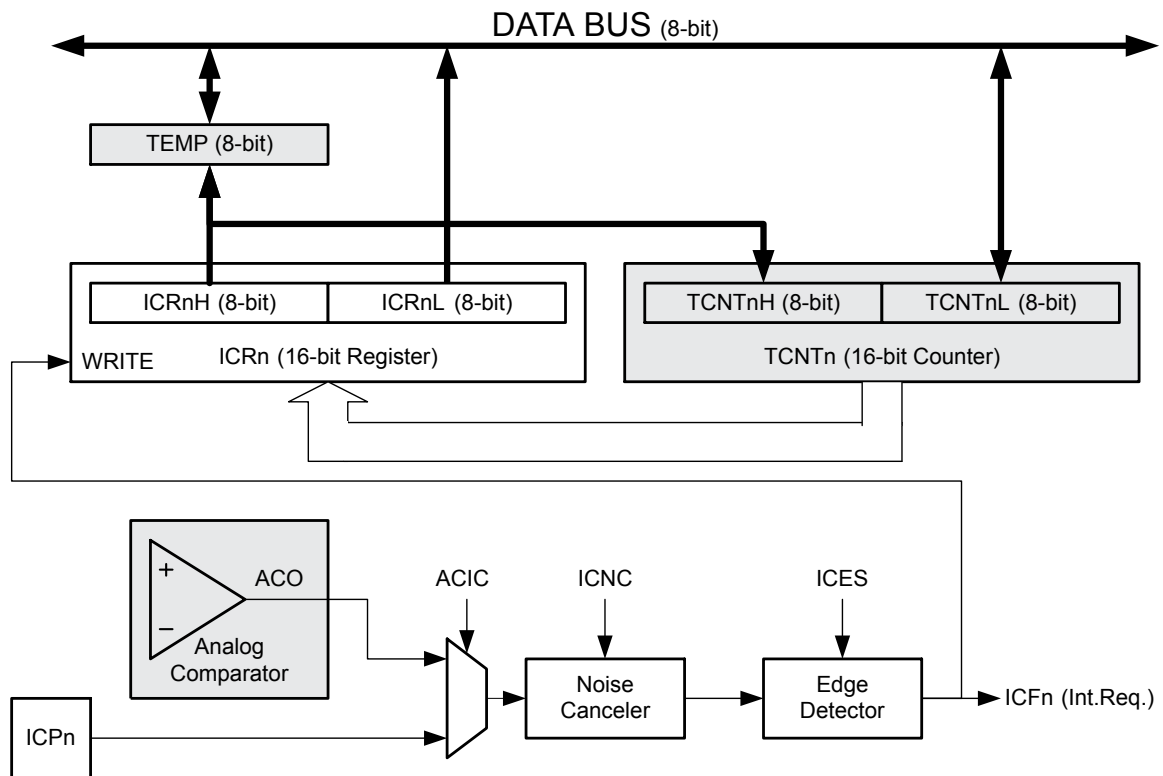 DATA BUS (8-bit)
TEMP (8-bit)
ICRnH (8-bit)
ICRnL (8-bit)
TCNTnH (8-bit)
TCNTnL (8-bit)
WRITE
ICRn (16-bit Register)
TCNTn (16-bit Counter)
+
−
ACO
Analog
Comparator
ACIC
ICNC
ICES
Noise
Canceler
Edge
Detector
ICFn (Int.Req.)
ICPn